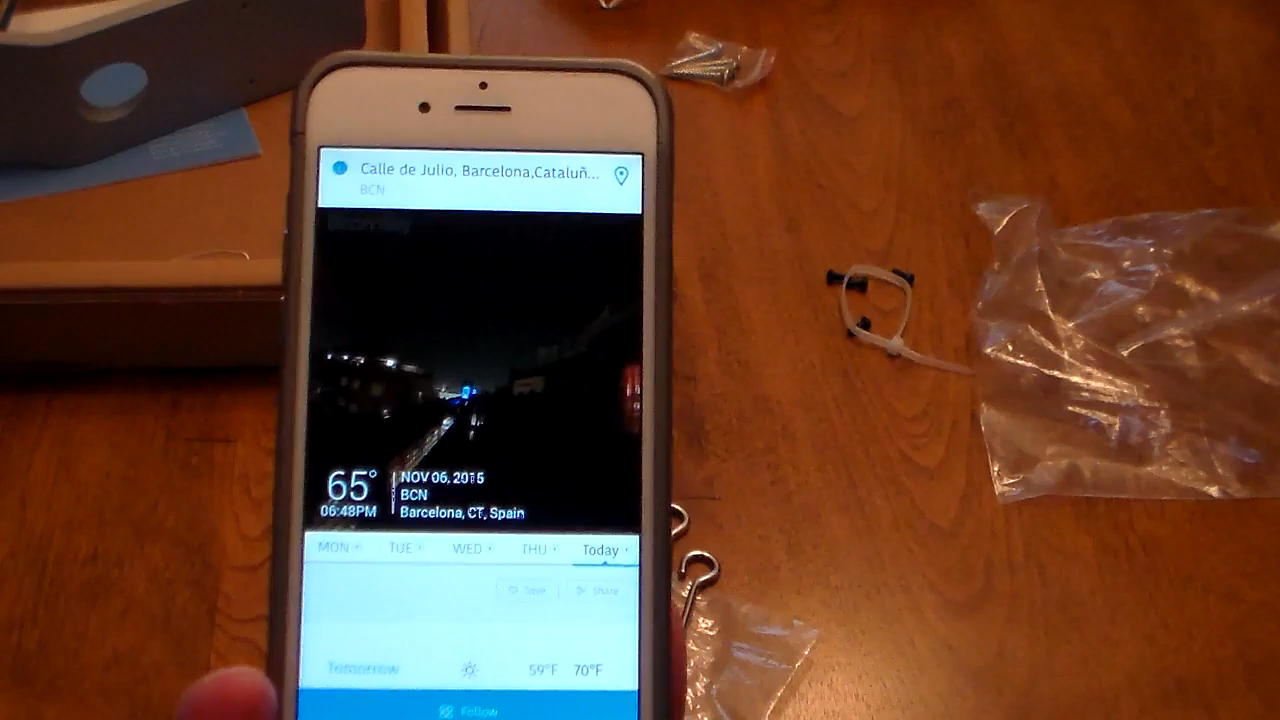 Calle de Julio, Barcelona,Cataluñ...
BCN
65°
06:48PM
NOV 06, 2015
BCN
Barcelona, CT, Spain
MON TUE WED THU Today
Save Share
Tomorrow 59°F 70°F
Follow